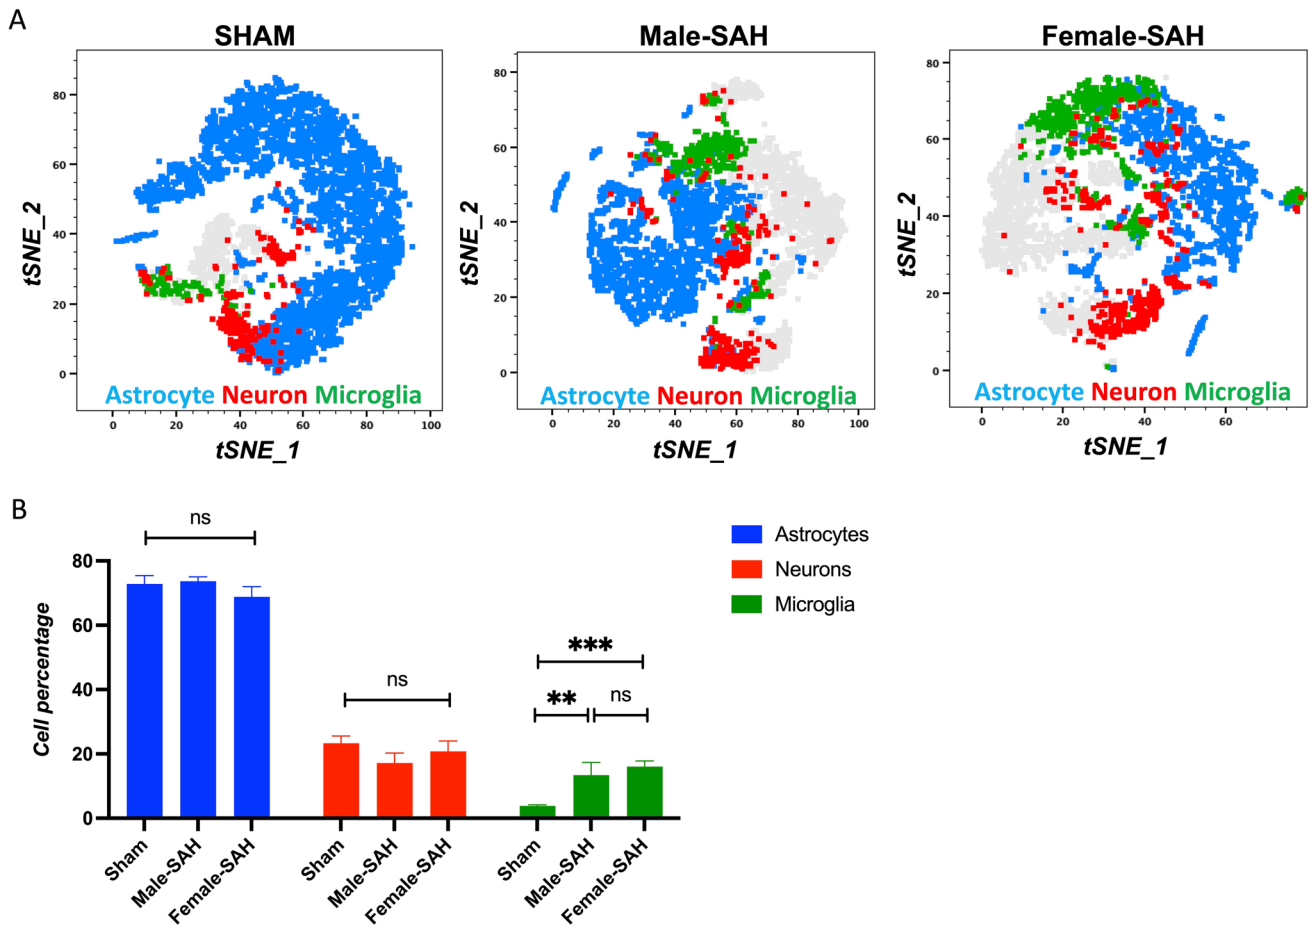 A
SHAM
Male-SAH
Female-SAH
tSNE_2
80
60
40
20
0
Astrocyte Neuron Microglia
0 20 40 60 80 100
tSNE_1
tSNE_2
80
60
40
20
0
Astrocyte Neuron Microglia
0 20 40 60 80 100
tSNE_1
tSNE_2
80
60
40
20
0
Astrocyte Neuron Microglia
0 20 40 60
tSNE_1
B
Cell percentage
80
60
40
20
0
ns
ns
***
**
ns
Sham
Male-SAH
Female-SAH
Sham
Male-SAH
Female-SAH
Sham
Male-SAH
Female-SAH
Astrocytes
Neurons
Microglia